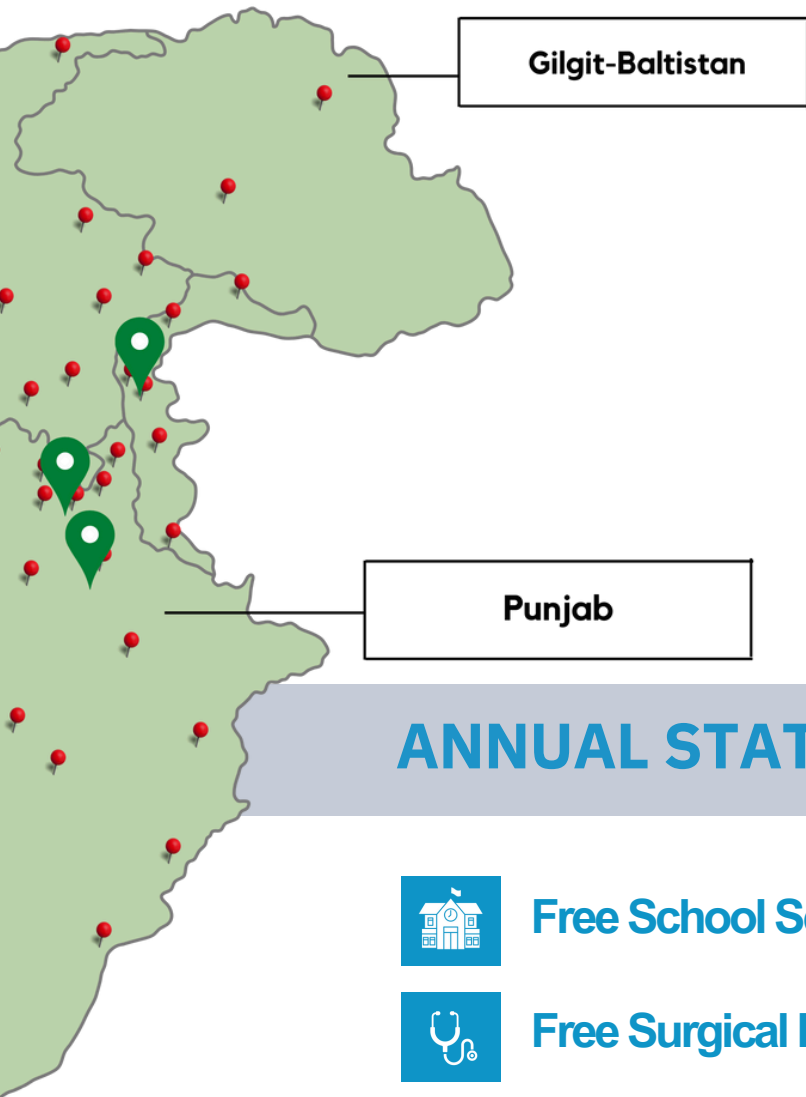 Gilgit-Baltistan
Punjab
ANNUAL STAT
Free School S
Free Surgical